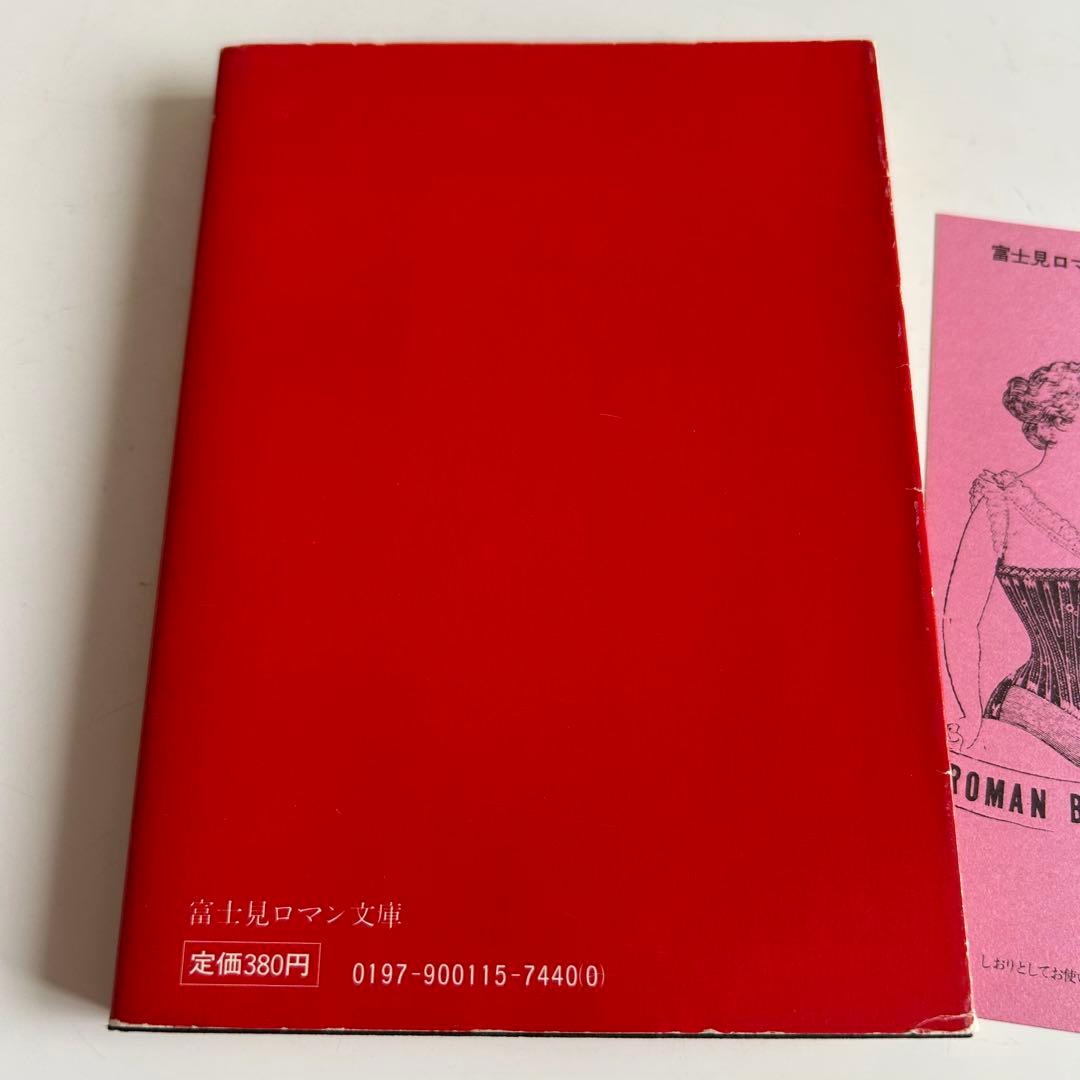 富士見ロマン文庫
定価380円
0197-900115-7440(0)
富士見ロマ
ROMAN B
しおりとしてお使い